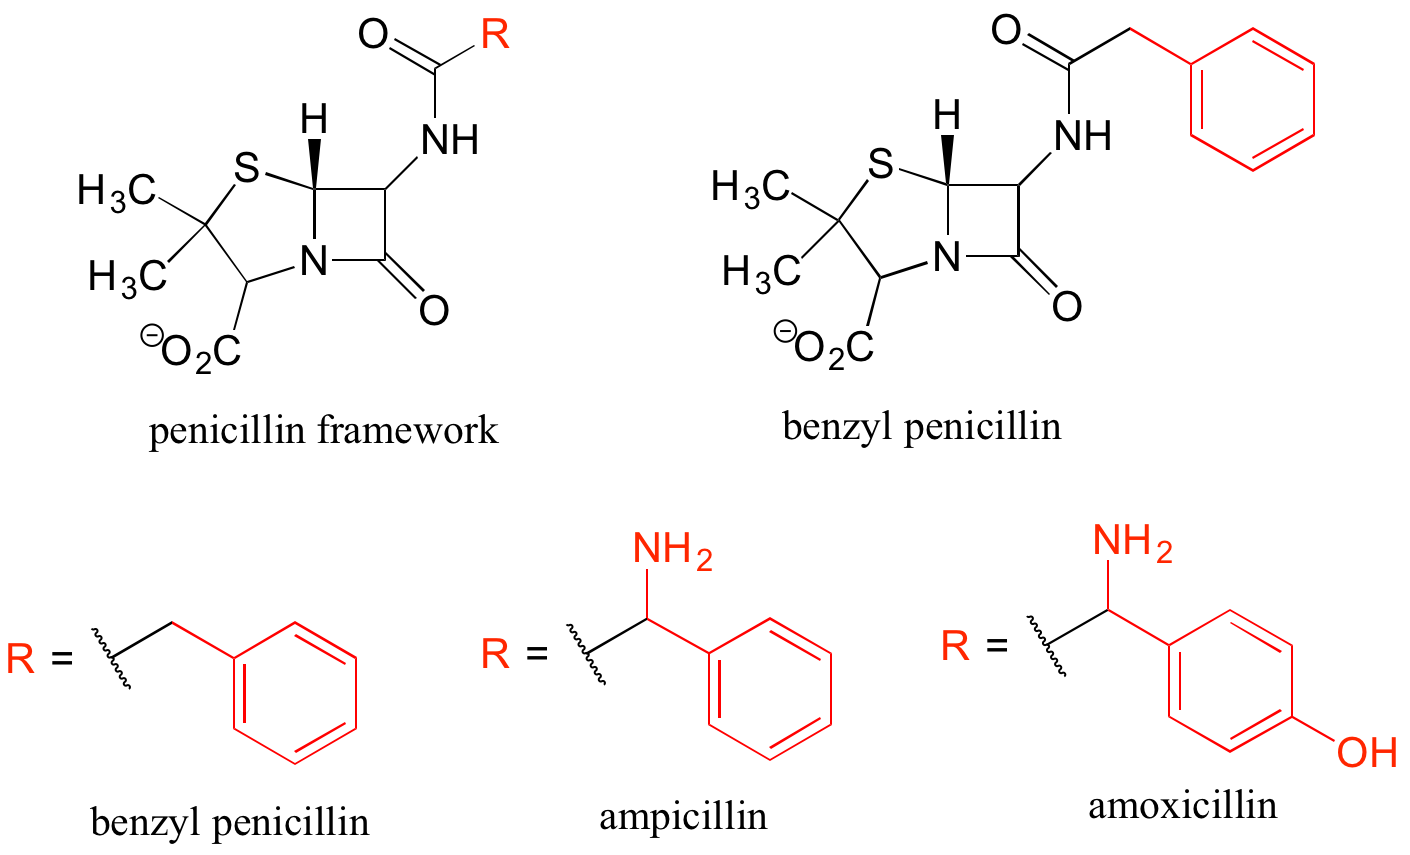 O R
H
NH
S
H3C
H3C N
O
⊖O2C
penicillin framework
O
H
NH
S
H3C
H3C N
O
⊖O2C
benzyl penicillin
R =
benzyl penicillin
NH2
R =
ampicillin
NH2
R =
OH
amoxicillin